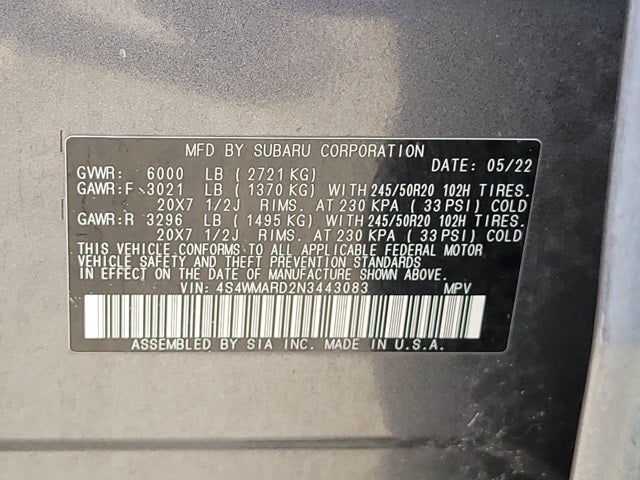 MFD BY SUBARU CORPORATION
DATE: 05/22
GVWR: 6000 LB ( 2721 KG)
GAWR:F 3021 LB ( 1370 KG) WITH 245/50R20 102H TIRES.
20X7 1/2J RIMS. AT 230 KPA ( 33 PSI) COLD
GAWR:R 3296 LB ( 1495 KG) WITH 245/50R20 102H TIRES.
20X7 1/2J RIMS. AT 230 KPA ( 33 PSI) COLD
THIS VEHICLE CONFORMS TO ALL APPLICABLE FEDERAL MOTOR
VEHICLE SAFETY AND THEFT PREVENTION STANDARDS IN
EFFECT ON THE DATE OF MANUFACTURE SHOWN ABOVE.
VIN: 4S4WMARD2N3443083 MPV
ASSEMBLED BY SIA INC. MADE IN U.S.A.